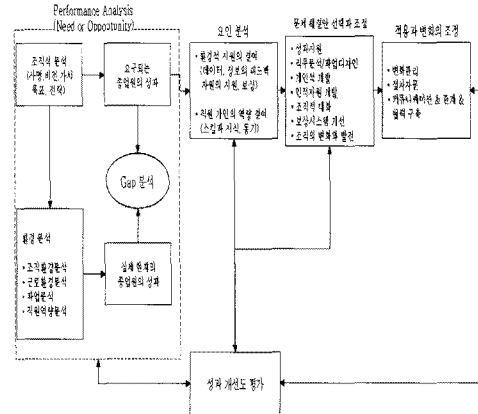 Performance Analysis
(Need or Opportunity)
조직적 분석
(사명, 비전, 가치
목표, 전략)
요구되는
종업원의 성과
Gap 분석
환경 분석
• 조직환경분석
• 근로환경분석
• 과업분석
• 직원역량분석
실제 현재의
종업원의 성과
요인 분석
• 환경적 지원의 결여
(데이터, 정보의 피드백
자원의 지원, 보상)
• 직원 개인의 역량 결여
(스킬과 지식, 동기)
문제 해결안 선택과 조정
• 성과지원
• 직무분석/과업디자인
• 개인적 개발
• 인적자원 개발
• 조직적 대화
• 보상시스템 개선
• 조직의 변화와 발전
적용과 변화의 조정
• 변화관리
• 절차자문
• 커뮤니케이션 & 관계 &
협력 구축
성과 개선도 평가